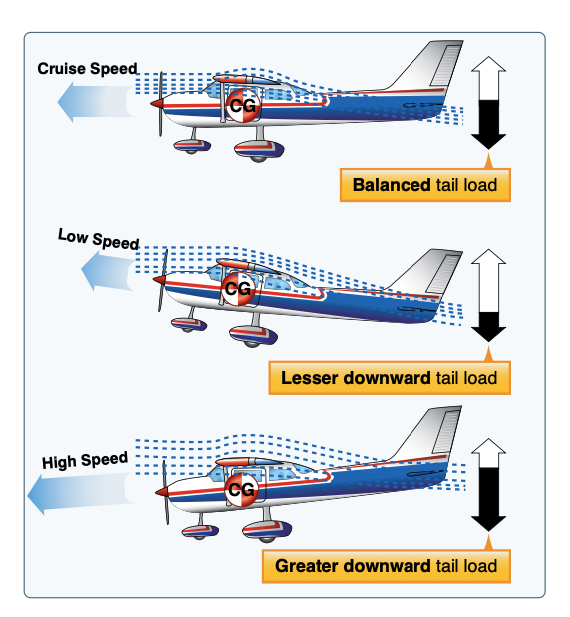 Cruise Speed
CG
Balanced tail load
Low Speed
CG
Lesser downward tail load
High Speed
CG
Greater downward tail load